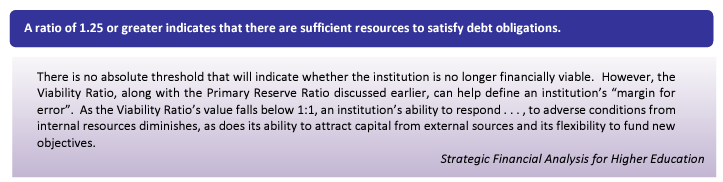 A ratio of 1.25 or greater indicates that there are sufficient resources to satisfy debt obligations.
There is no absolute threshold that will indicate whether the institution is no longer financially viable.  However, the
Viability Ratio, along with the Primary Reserve Ratio discussed earlier, can help define an institution's “margin for
error”.  As the Viability Ratio's value falls below 1:1, an institution's ability to respond . . . , to adverse conditions from
internal resources diminishes, as does its ability to attract capital from external sources and its flexibility to fund new
objectives.
Strategic Financial Analysis for Higher Education